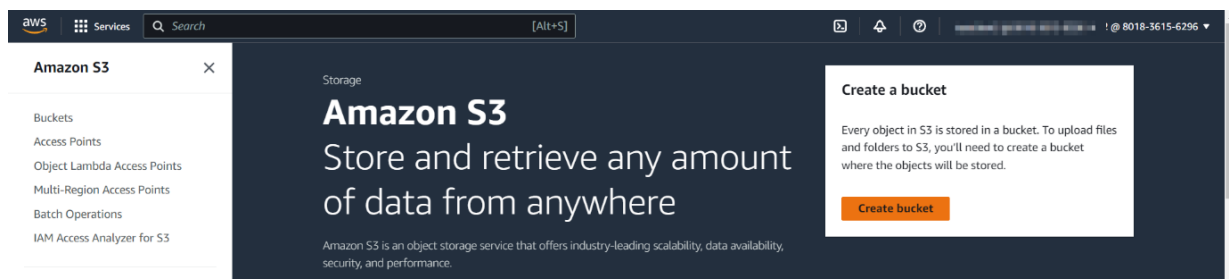 aws Services Search [Alt+S] @ 8018-3615-6296
Amazon S3
Buckets
Access Points
Object Lambda Access Points
Multi-Region Access Points
Batch Operations
IAM Access Analyzer for S3
Storage
Amazon S3
Store and retrieve any amount
of data from anywhere
Amazon S3 is an object storage service that offers industry-leading scalability, data availability,
security, and performance.
Create a bucket
Every object in S3 is stored in a bucket. To upload files
and folders to S3, you'll need to create a bucket
where the objects will be stored.
Create bucket